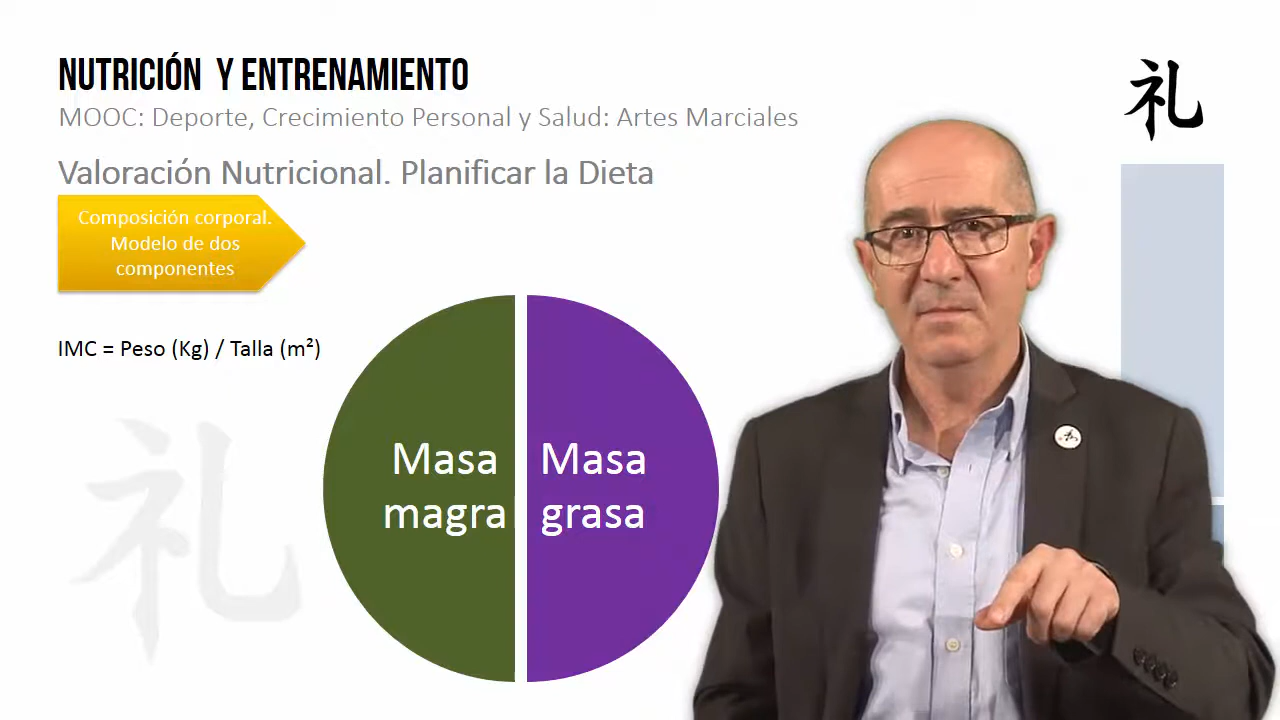 NUTRICIÓN Y ENTRENAMIENTO
MOOC: Deporte, Crecimiento Personal y Salud: Artes Marciales
礼
Valoración Nutricional. Planificar la Dieta
Composición corporal.
Modelo de dos
componentes
IMC = Peso (Kg) / Talla (m²)
Masa
magra
Masa
grasa
礼